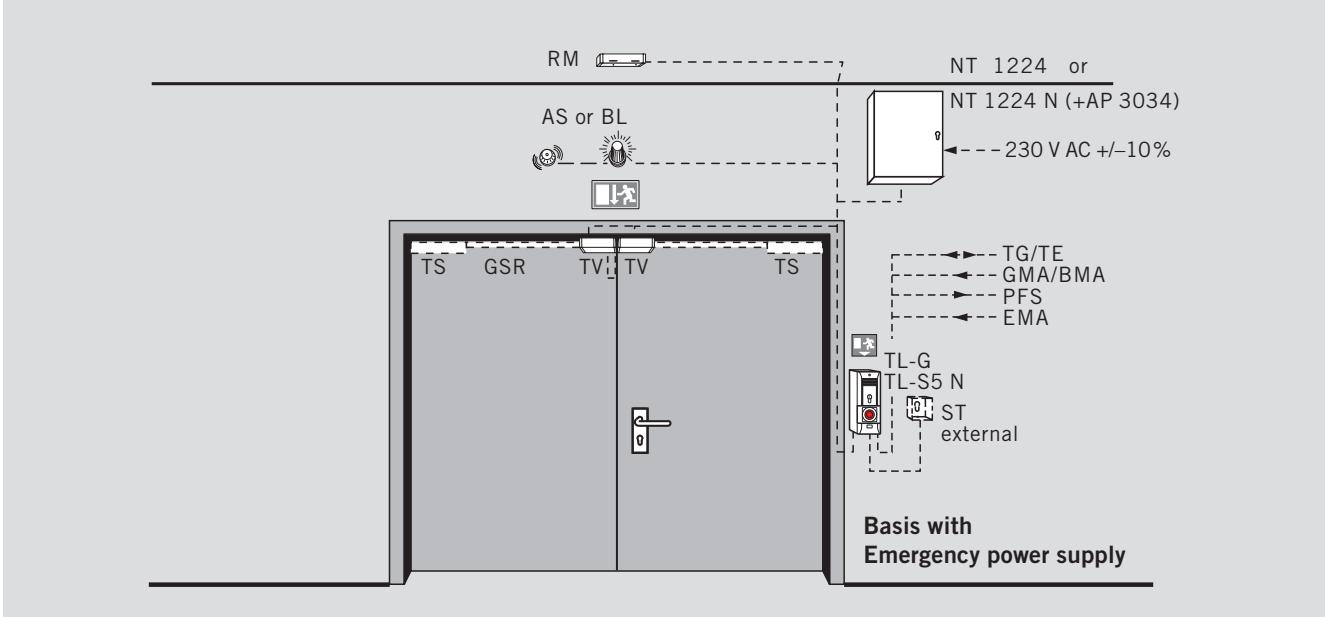 RM
NT 1224 or
NT 1224 N (+AP 3034)
AS or BL
230 V AC +/–10%
TS GSR TV TV TS
TG/TE
GMA/BMA
PFS
EMA
TL-G
TL-S5 N
ST
external
Basis with
Emergency power supply